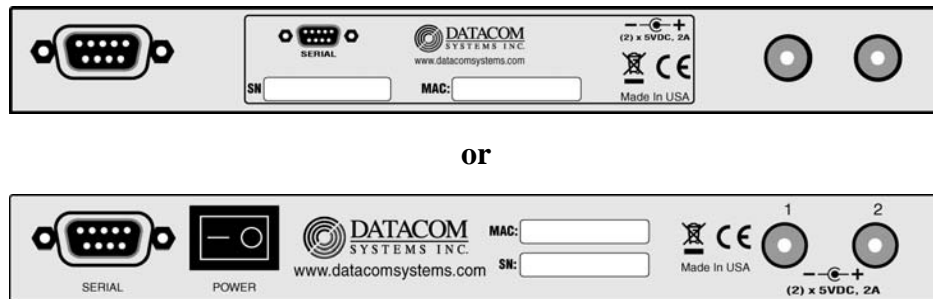 DATACOM
SERIAL
SYSTEMS INC.
www.datacomsystems.com
(2) x 5VDC, 2A
SN
MAC:
Made In USA
or
DATACOM
SYSTEMS INC.
www.datacomsystems.com
MAC:
SN:
Made In USA
1
2
(2) x 5VDC, 2A
SERIAL
POWER